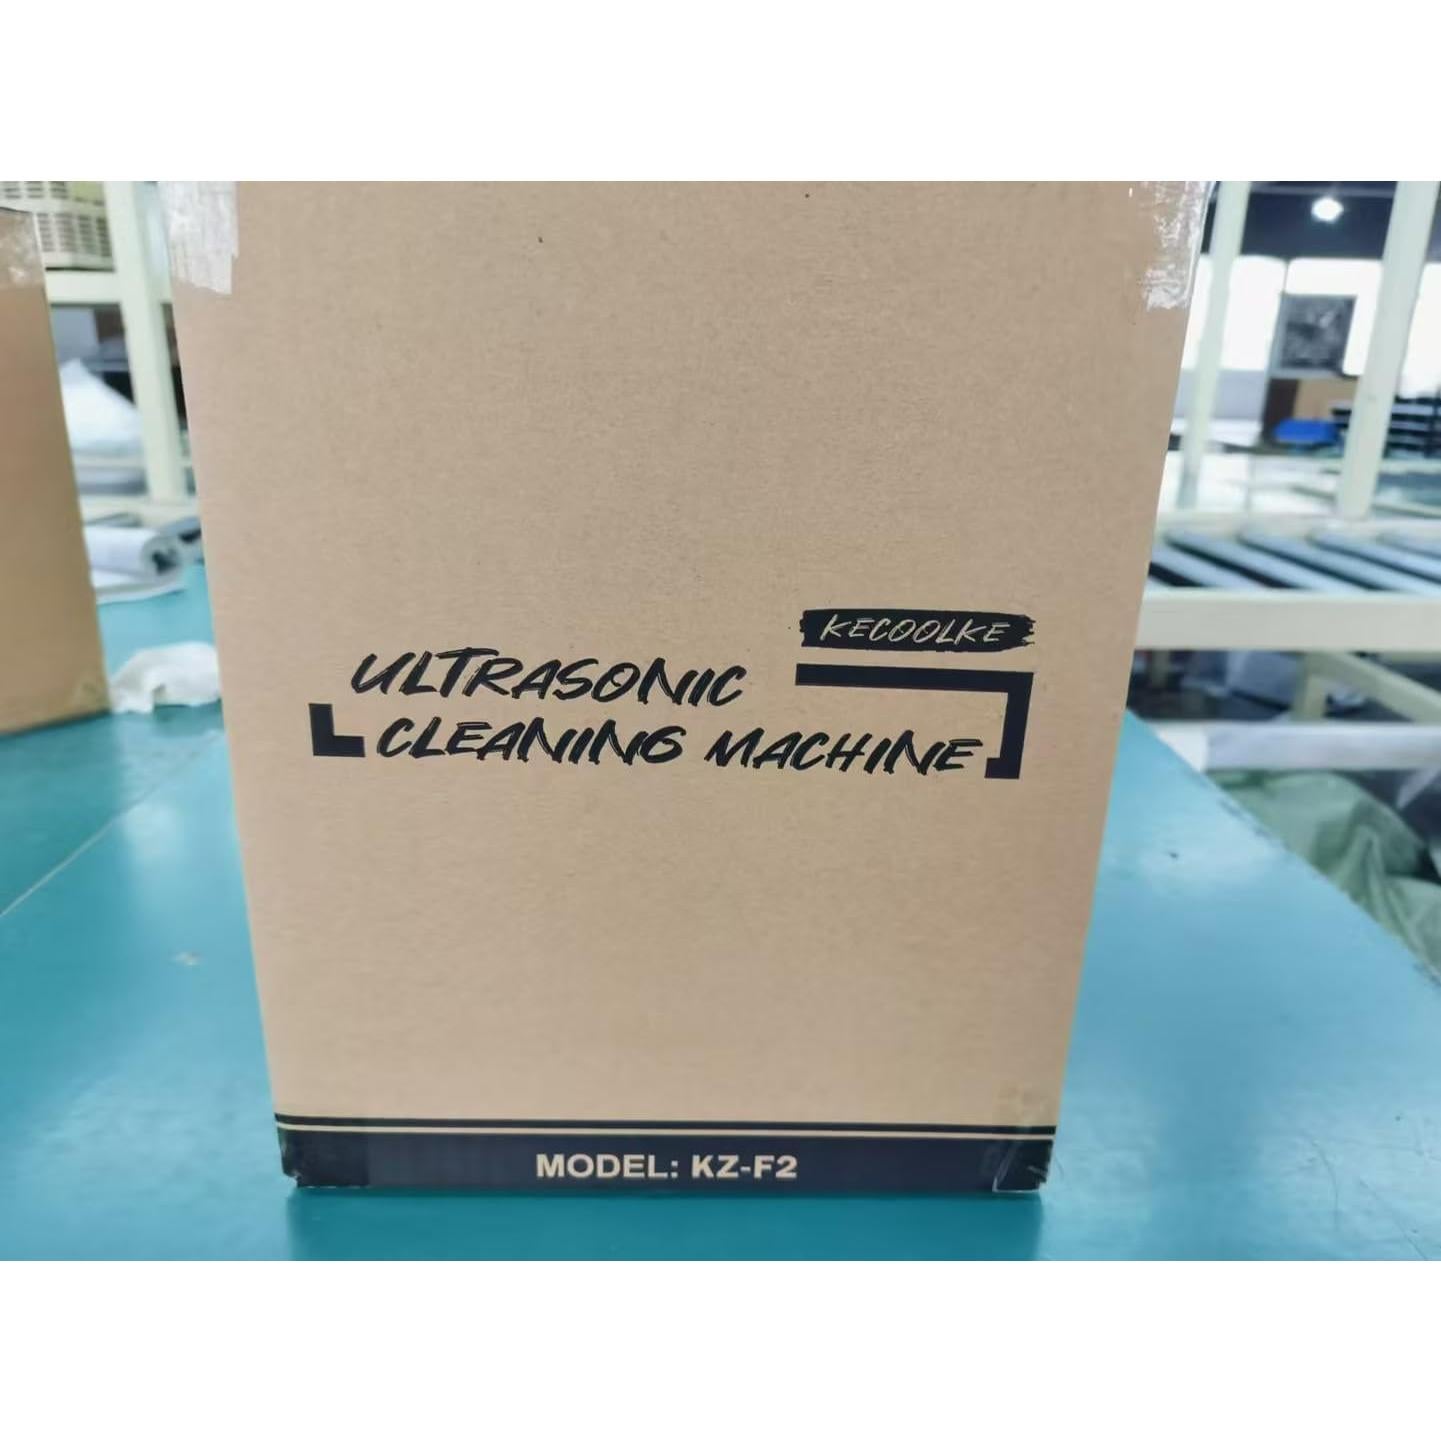 KECOOLKE
ULTRASONIC
CLEANING MACHINE
MODEL: KZ-F2